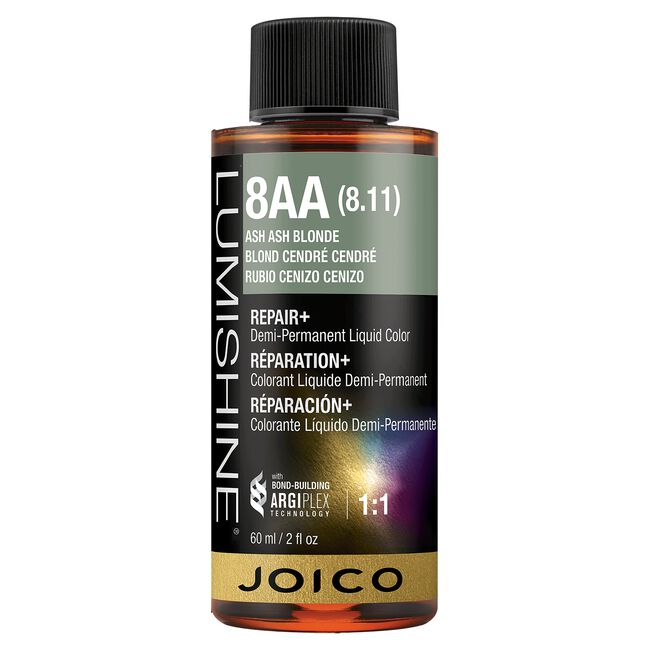 LUMISHINE®
8AA (8.11)
ASH ASH BLONDE
BLOND CENDRÉ CENDRÉ
RUBIO CENIZO CENIZO
REPAIR+
Demi-Permanent Liquid Color
RÉPARATION+
Colorant Liquide Demi-Permanent
RÉPARACIÓN+
Colorante Líquido Demi-Permanente
with
BOND-BUILDING
ARGIPLEX
TECHNOLOGY
1:1
60 ml / 2 fl oz
JOICO